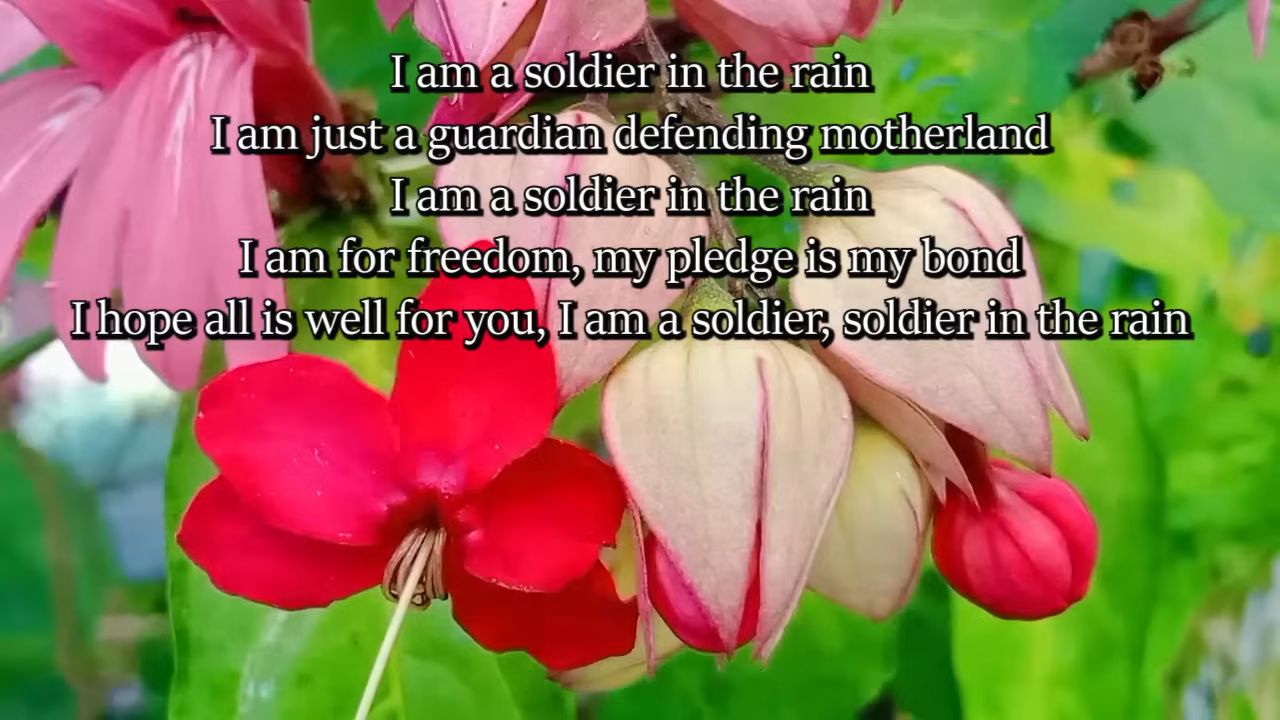 I am a soldier in the rain
I am just a guardian defending motherland
I am a soldier in the rain
I am for freedom, my pledge is my bond
I hope all is well for you, I am a soldier, soldier in the rain